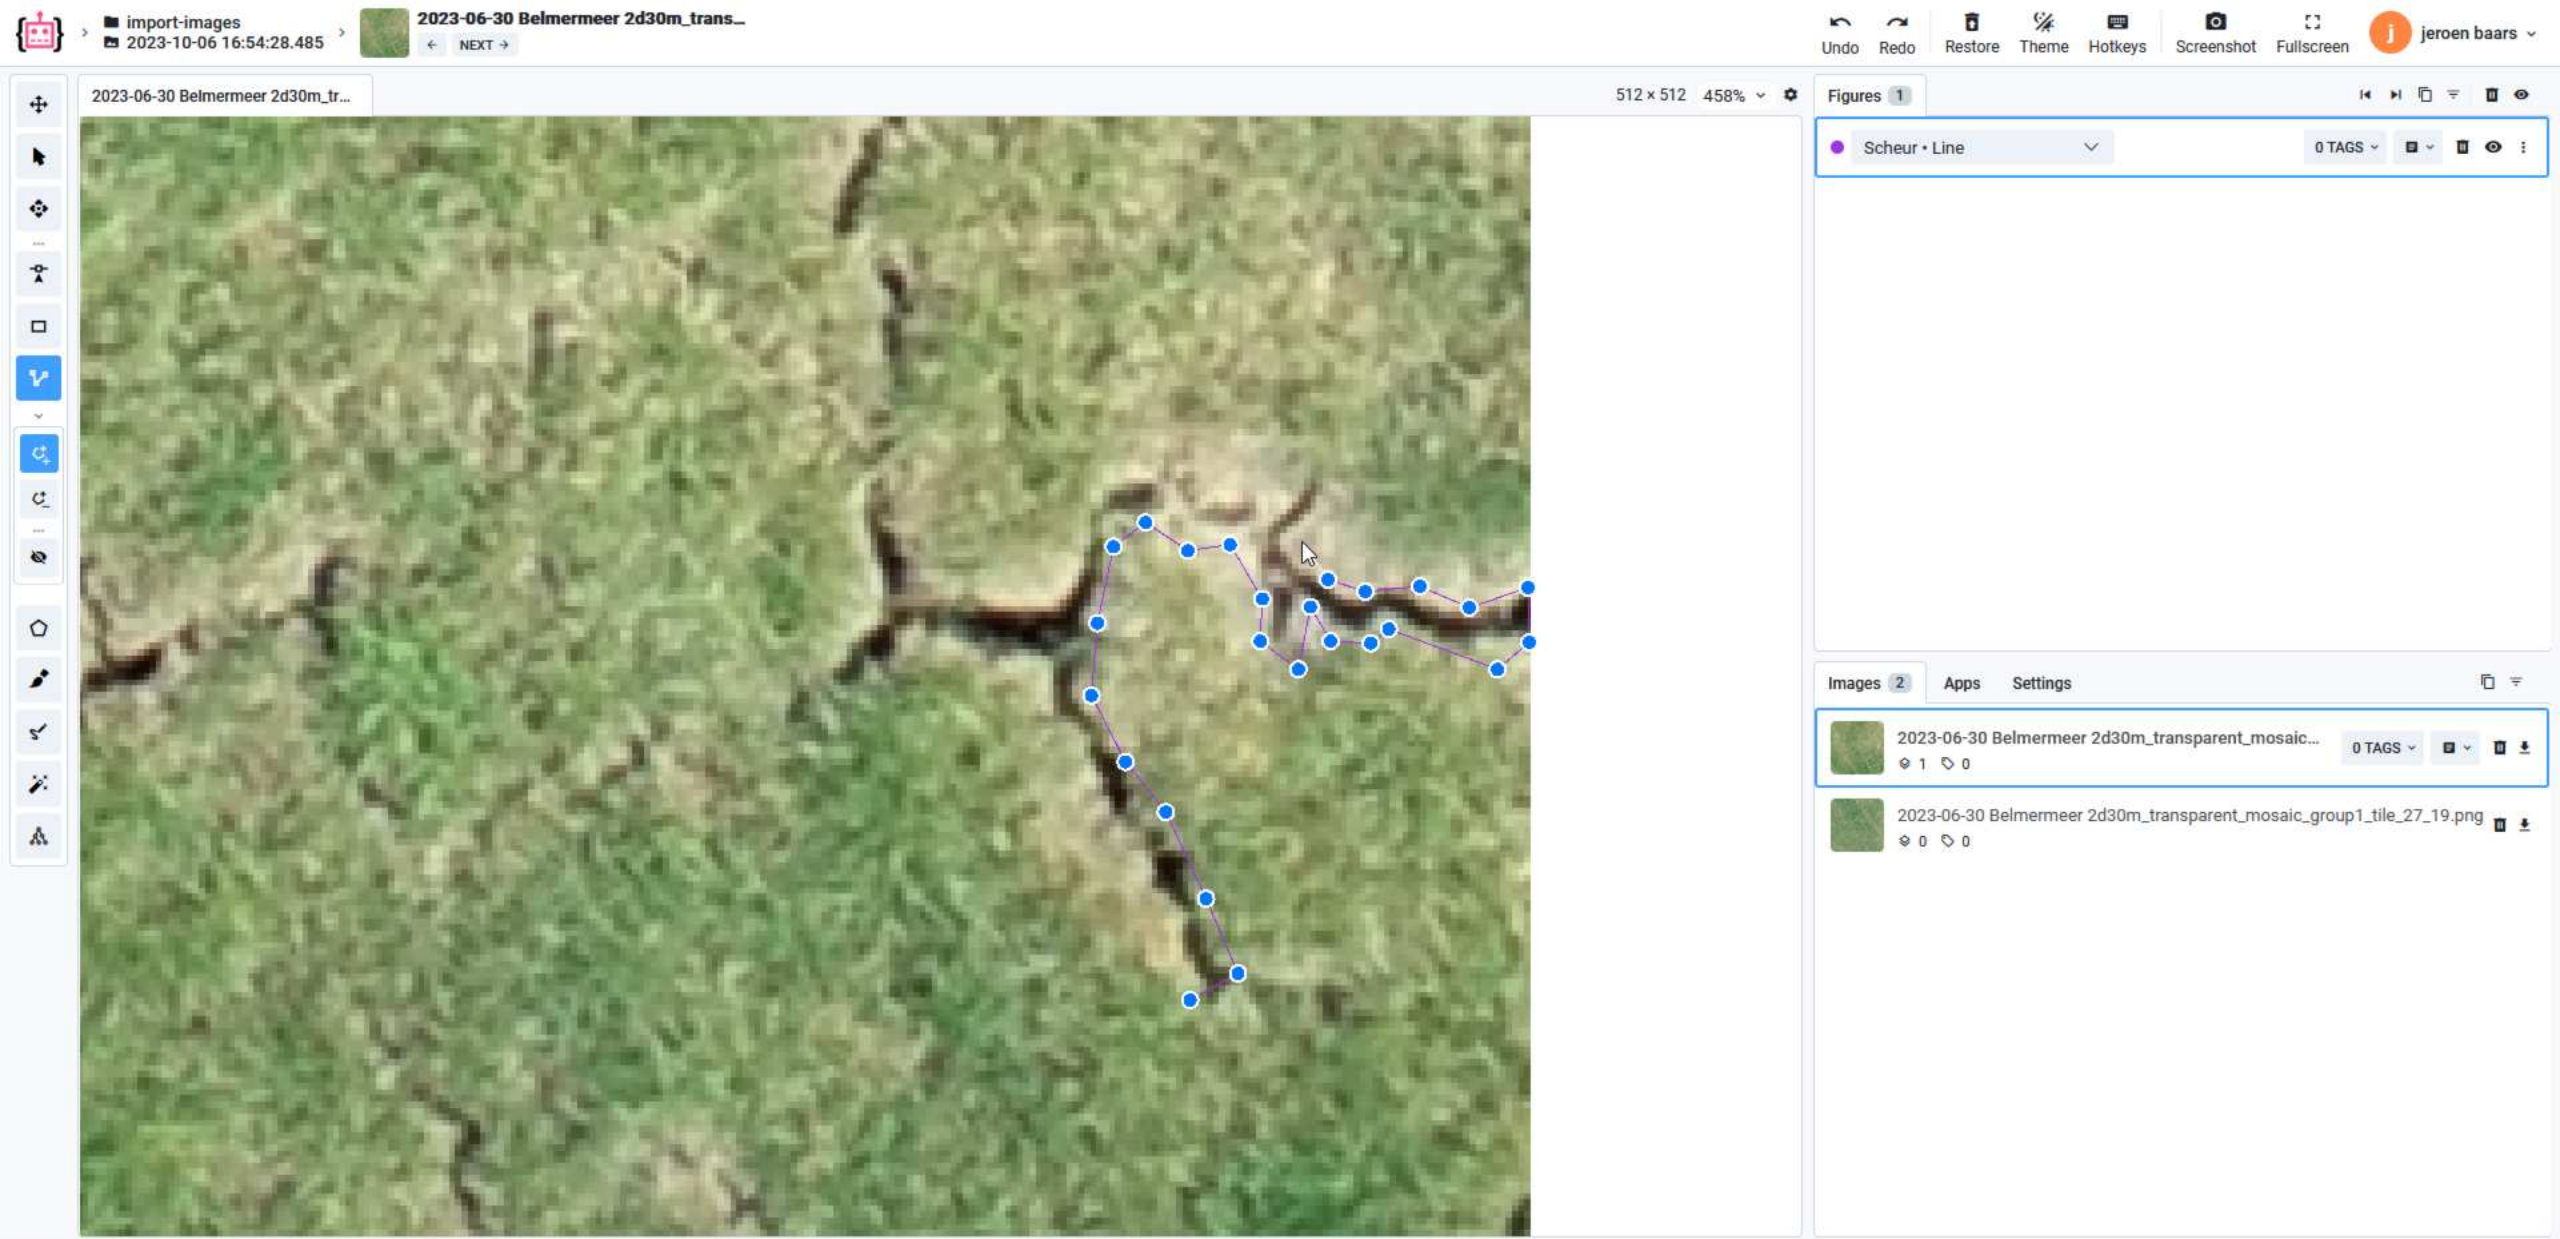 import-images
2023-10-06 16:54:28.485
2023-06-30 Belmermeer 2d30m_trans...
NEXT
Undo
Redo
Restore
Theme
Hotkeys
Screenshot
Fullscreen
j
jeroen baars
2023-06-30 Belmermeer 2d30m_tr...
512 × 512
458%
Figures 1
Scheur • Line
0 TAGS
Images 2
Apps
Settings
2023-06-30 Belmermeer 2d30m_transparent_mosaic...
1
0
0 TAGS
2023-06-30 Belmermeer 2d30m_transparent_mosaic_group1_tile_27_19.png
0
0